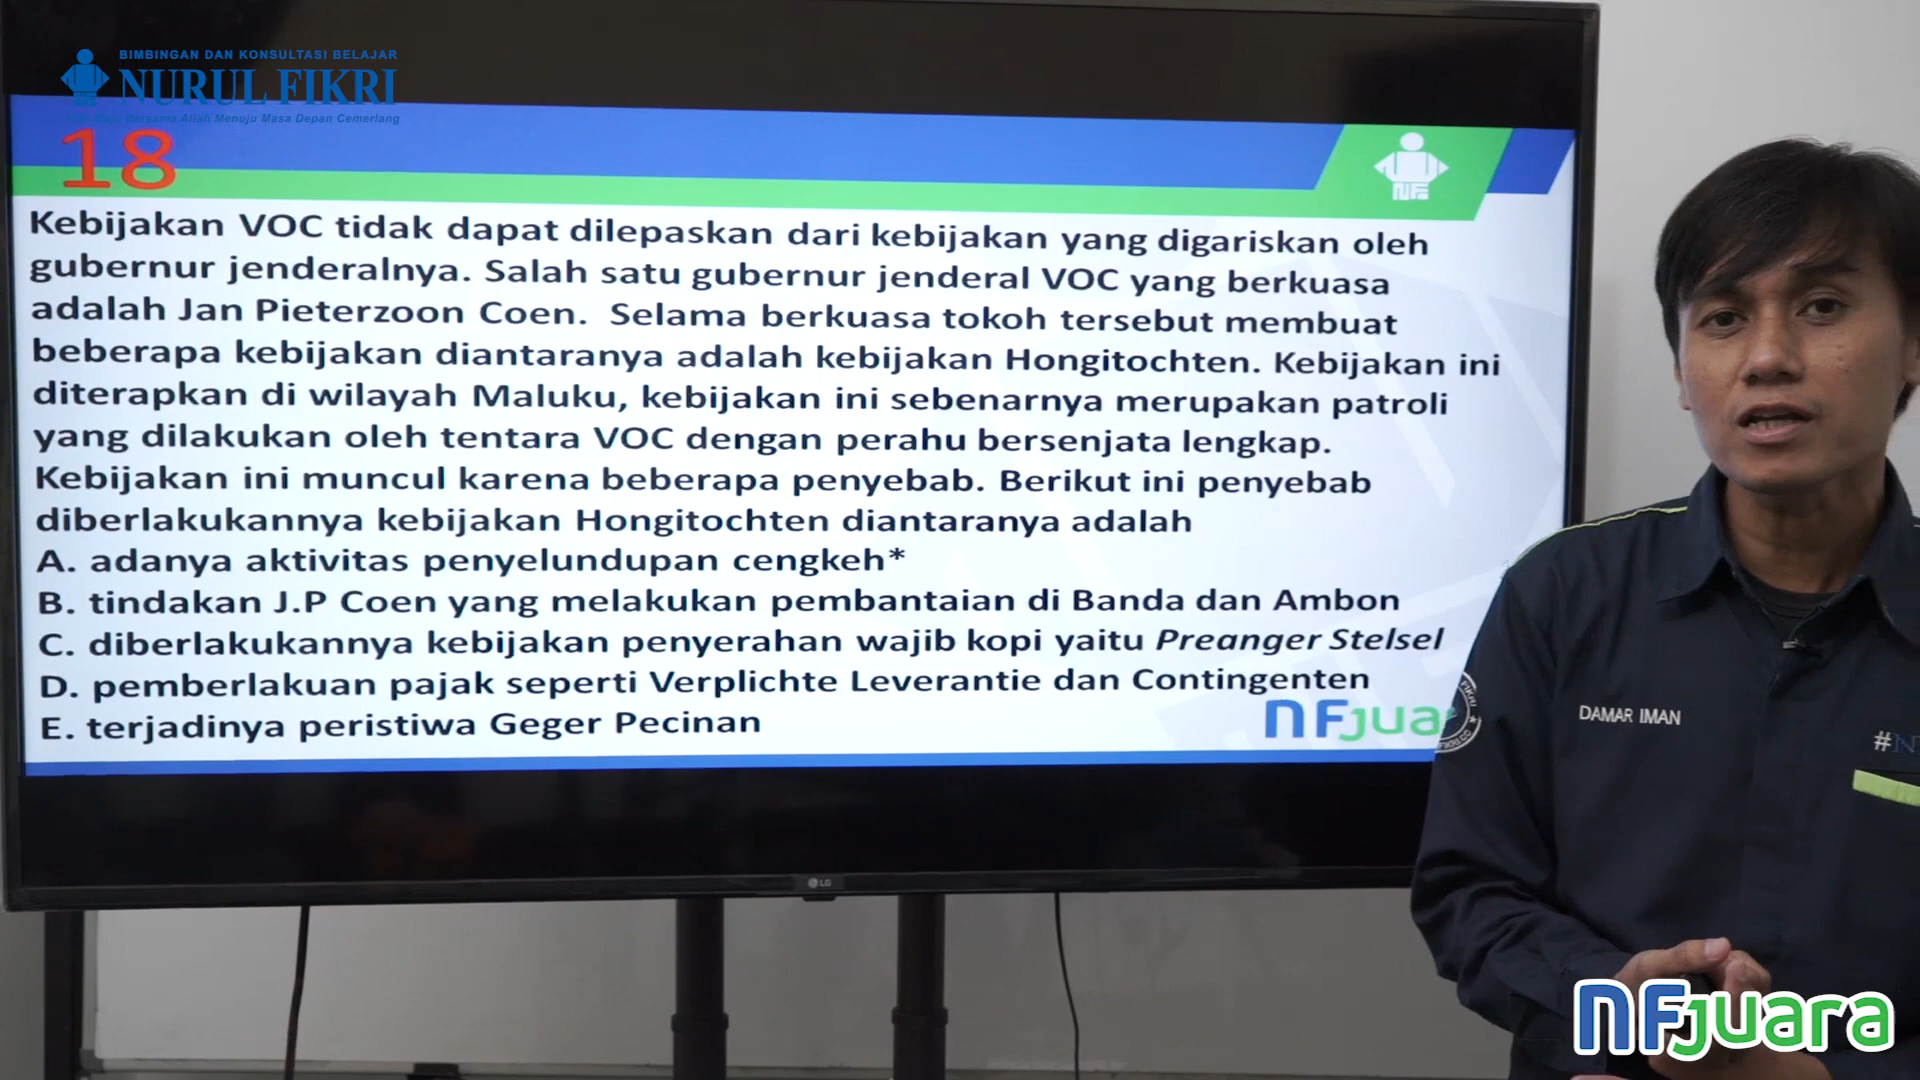 BIMBINGAN DAN KONSULTASI BELAJAR
NURUL FIKRI
Bersama Allah Menuju Masa Depan Cemerlang
18
NF
Kebijakan VOC tidak dapat dilepaskan dari kebijakan yang digariskan oleh
gubernur jenderalnya. Salah satu gubernur jenderal VOC yang berkuasa
adalah Jan Pieterzoon Coen. Selama berkuasa tokoh tersebut membuat
beberapa kebijakan diantaranya adalah kebijakan Hongitochten. Kebijakan ini
diterapkan di wilayah Maluku, kebijakan ini sebenarnya merupakan patroli
yang dilakukan oleh tentara VOC dengan perahu bersenjata lengkap.
Kebijakan ini muncul karena beberapa penyebab. Berikut ini penyebab
diberlakukannya kebijakan Hongitochten diantaranya adalah
A. adanya aktivitas penyelundupan cengkeh*
B. tindakan J.P Coen yang melakukan pembantaian di Banda dan Ambon
C. diberlakukannya kebijakan penyerahan wajib kopi yaitu Preanger Stelsel
D. pemberlakuan pajak seperti Verplichte Leverantie dan Contingenten
E. terjadinya peristiwa Geger Pecinan
NFjua
DAMAR IMAN
LG
NFjuara